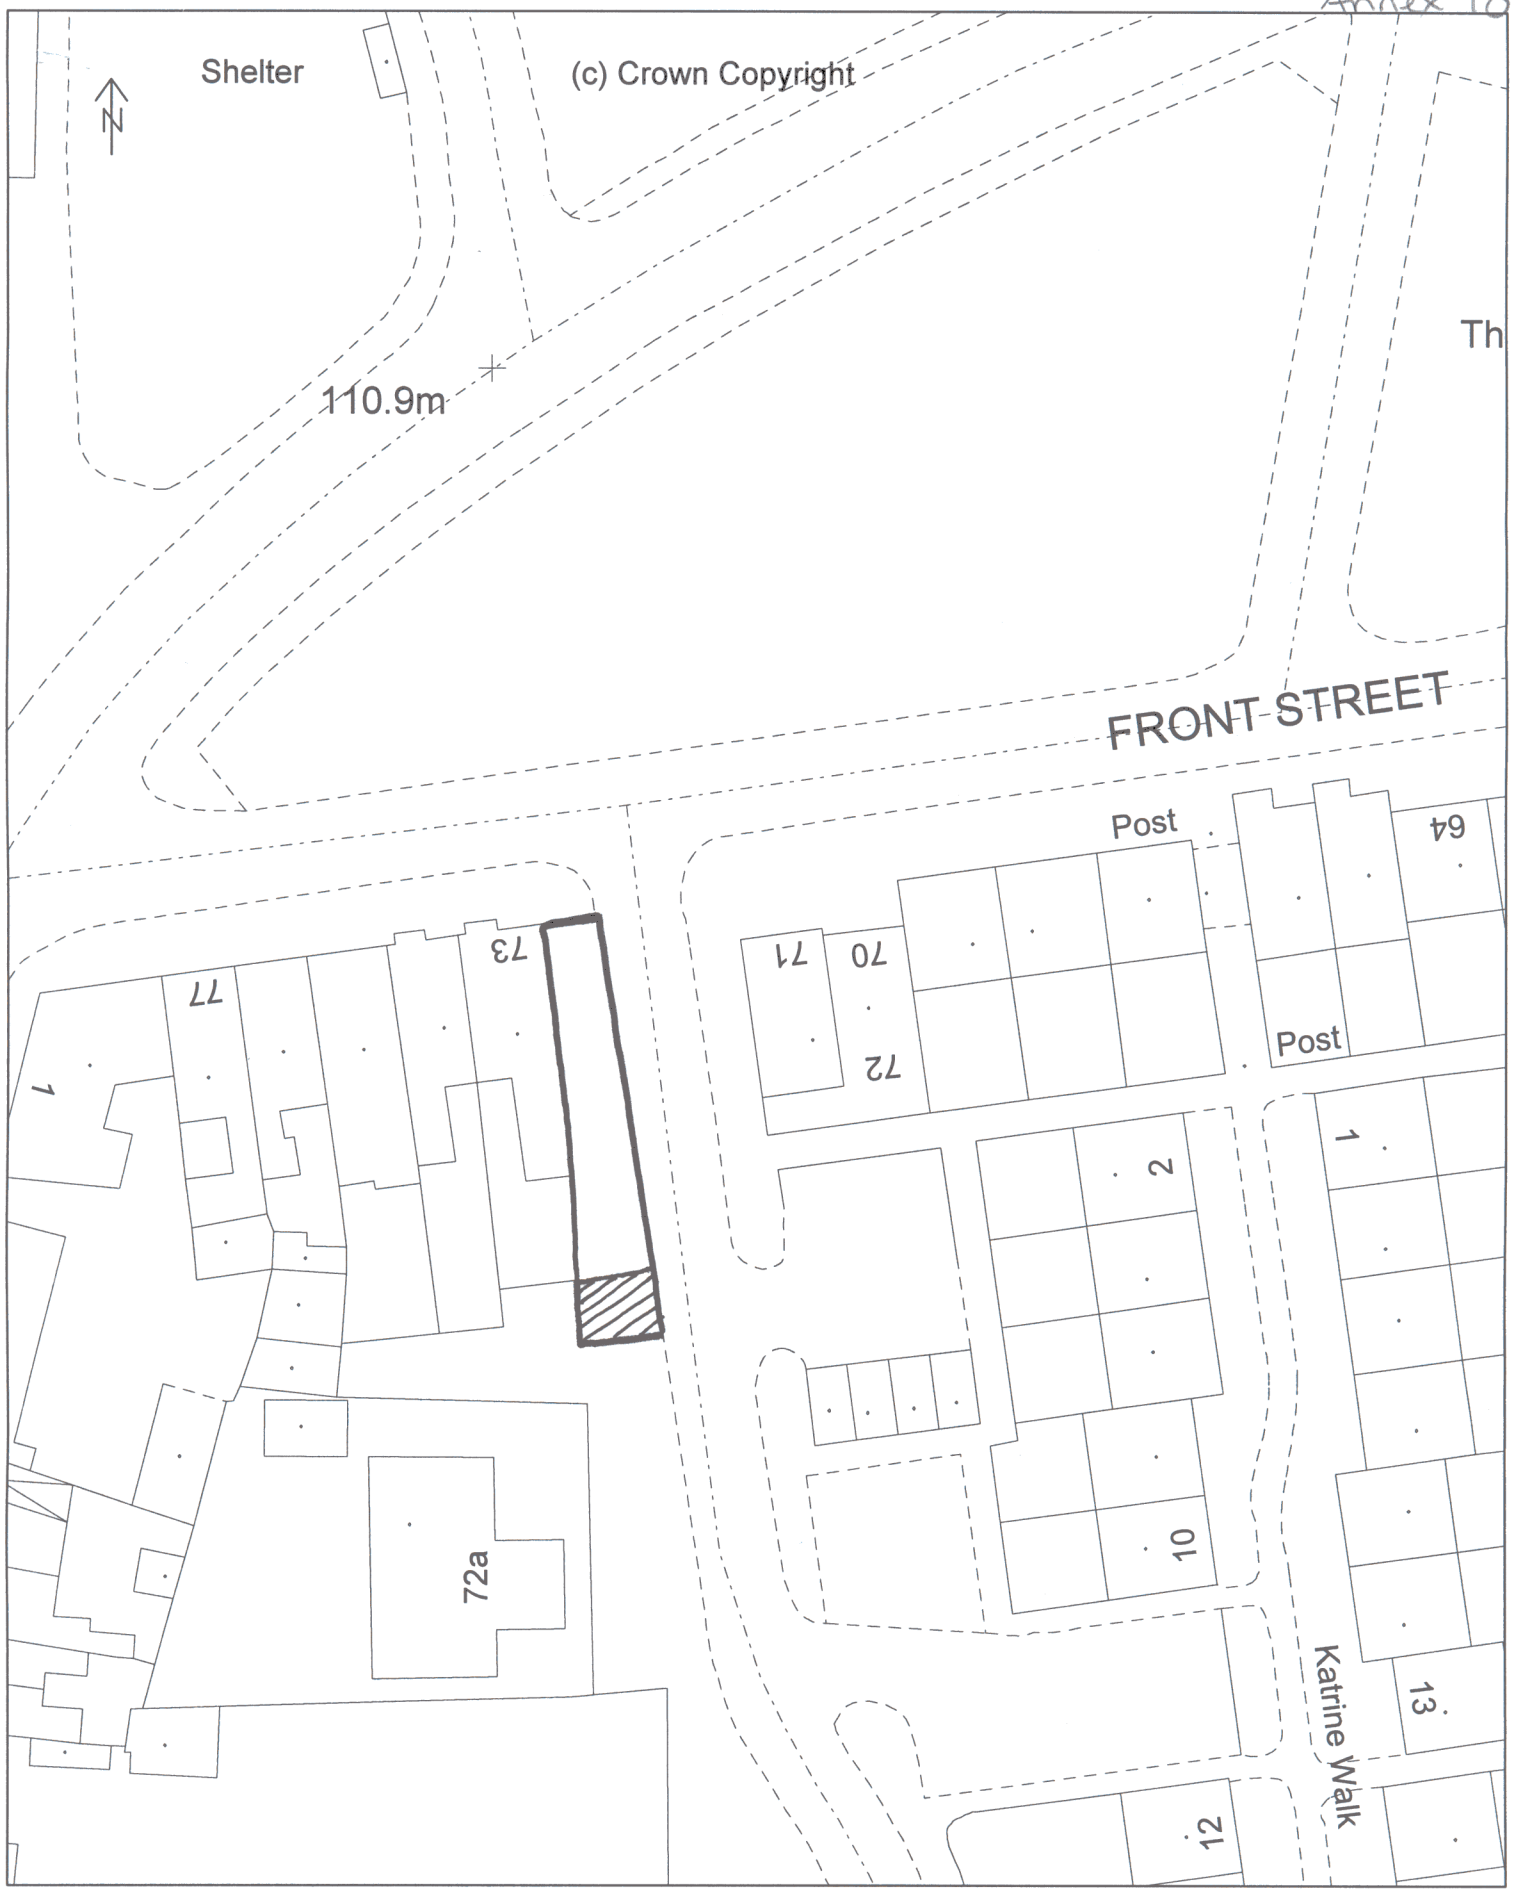 Annex
Shelter
(c) Crown Copyright
N
Th
110.9m
FRONT STREET
Post
64
73
71
70
77
Post
72
1
1
2
10
72a
Katrine Walk
13
12